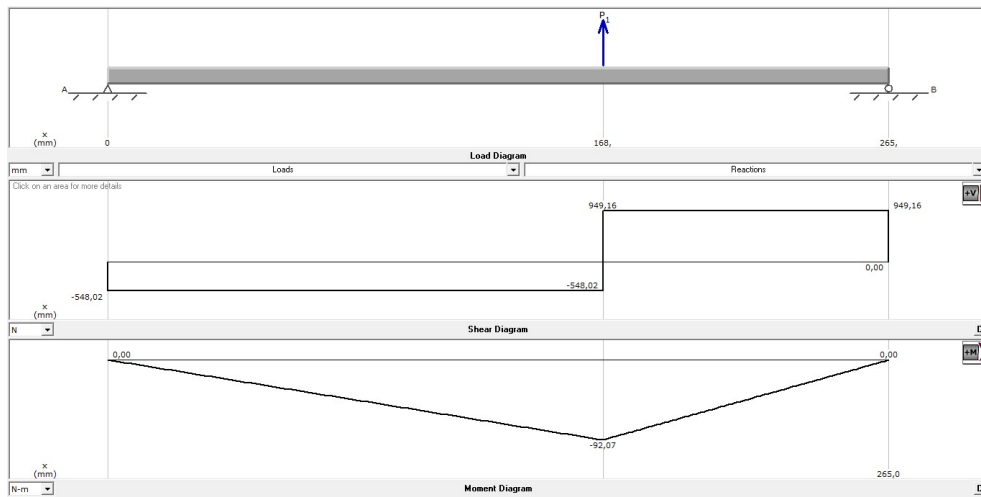 P1
A
B
x
(mm)
0
168,
265,
Load Diagram
mm
Loads
Reactions
Click on an area for more details
+V
949,16
949,16
0,00
-548,02
-548,02
x
(mm)
N
Shear Diagram
0,00
0,00
+M
-92,07
x
(mm)
265,0
N-m
Moment Diagram